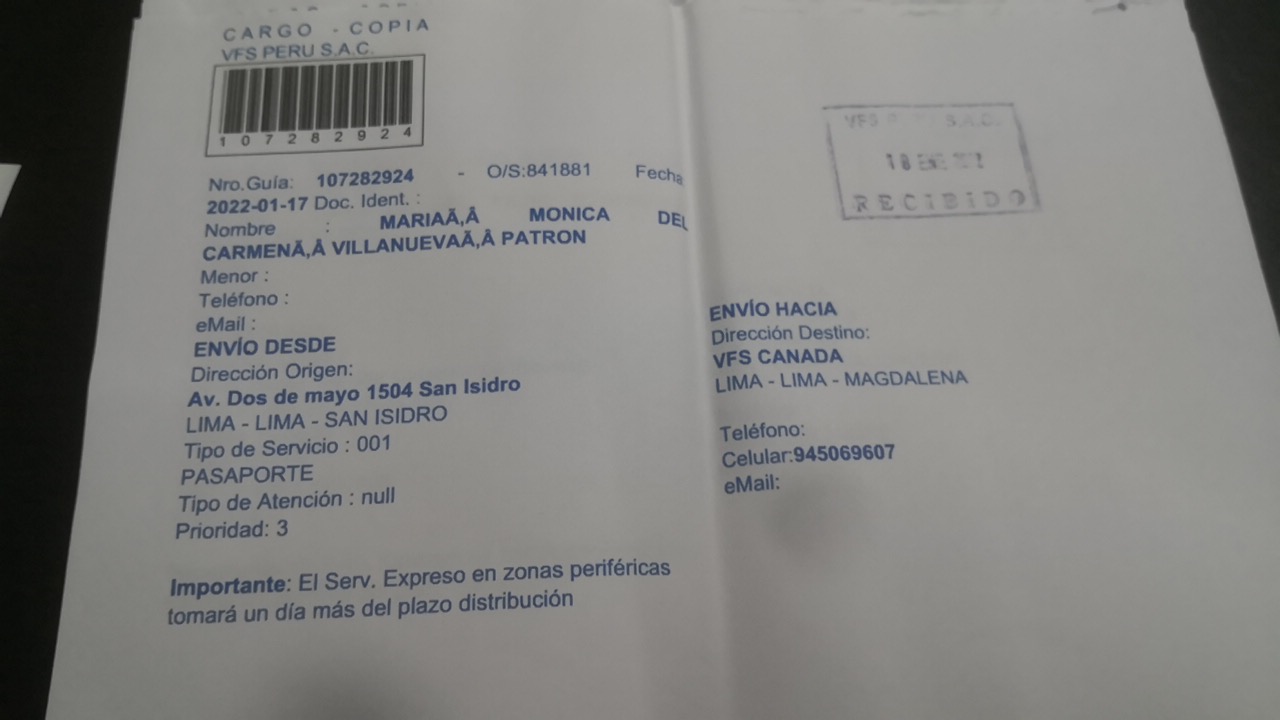 CARGO - COPIA
VFS PERU S.A.C.
107282924
Nro.Guía: 107282924 - O/S:841881 Fecha
2022-01-17 Doc. Ident. :
Nombre : MARIAÃ,Â MONICA DEL
CARMENÃ,Â VILLANUEVAÃ,Â PATRON
Menor :
Teléfono :
eMail :
ENVÍO DESDE
Dirección Origen:
Av. Dos de mayo 1504 San Isidro
LIMA - LIMA - SAN ISIDRO
Tipo de Servicio : 001
PASAPORTE
Tipo de Atención : null
Prioridad: 3
Importante: El Serv. Expreso en zonas periféricas
tomará un día más del plazo distribución
VFS S.A.C.
18 ENE
RECIBIDO
ENVÍO HACIA
Dirección Destino:
VFS CANADA
LIMA - LIMA - MAGDALENA
Teléfono:
Celular:945069607
eMail: